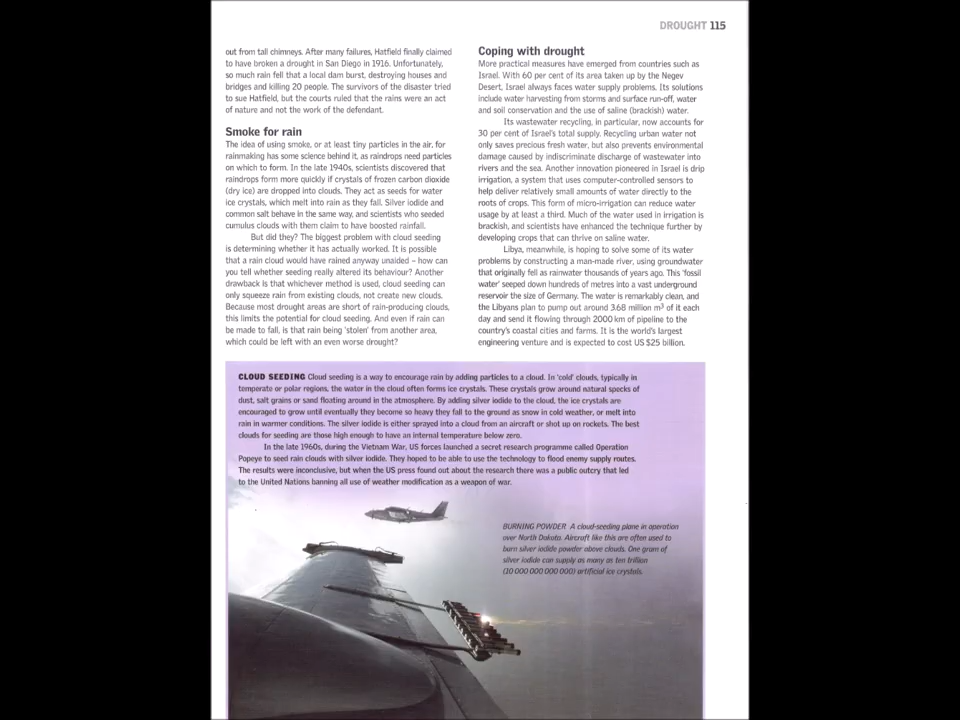 DROUGHT 115
out from tall chimneys. After many failures, Hatfield finally claimed
to have broken a drought in San Diego in 1916. Unfortunately,
so much rain fell that a local dam burst, destroying houses and
bridges and killing 20 people. The survivors of the disaster tried
to sue Hatfield, but the courts ruled that the rains were an act
of nature and not the work of the defendant.
Smoke for rain
The idea of using smoke, or at least tiny particles in the air, for
rainmaking has some science behind it, as raindrops need particles
on which to form. In the late 1940s, scientists discovered that
raindrops form more quickly if crystals of frozen carbon dioxide
(dry ice) are dropped into clouds. They act as seeds for water
ice crystals, which melt into rain as they fall. Silver iodide and
common salt behave in the same way, and scientists who seeded
cumulus clouds with them claim to have boosted rainfall.
But did they? The biggest problem with cloud seeding
is determining whether it has actually worked. It is possible
that a rain cloud would have rained anyway unaided – how can
you tell whether seeding really altered its behaviour? Another
drawback is that whichever method is used, cloud seeding can
only squeeze rain from existing clouds, not create new clouds.
Because most drought areas are short of rain-producing clouds,
this limits the potential for cloud seeding. And even if rain can
be made to fall, is that rain being 'stolen' from another area,
which could be left with an even worse drought?
Coping with drought
More practical measures have emerged from countries such as
Israel. With 60 per cent of its area taken up by the Negev
Desert, Israel always faces water supply problems. Its solutions
include water harvesting from storms and surface run-off, water
and soil conservation and the use of saline (brackish) water.
Its wastewater recycling, in particular, now accounts for
30 per cent of Israel's total supply. Recycling urban water not
only saves precious fresh water, but also prevents environmental
damage caused by indiscriminate discharge of wastewater into
rivers and the sea. Another innovation pioneered in Israel is drip
irrigation, a system that uses computer-controlled sensors to
help deliver relatively small amounts of water directly to the
roots of crops. This form of micro-irrigation can reduce water
usage by at least a third. Much of the water used in irrigation is
brackish, and scientists have enhanced the technique further by
developing crops that can thrive on saline water.
Libya, meanwhile, is hoping to solve some of its water
problems by constructing a man-made river, using groundwater
that originally fell as rainwater thousands of years ago. This 'fossil
water' seeped down hundreds of metres into a vast underground
reservoir the size of Germany. The water is remarkably clean, and
the Libyans plan to pump out around 3.68 million m³ of it each
day and send it flowing through 2000 km of pipeline to the
country's coastal cities and farms. It is the world's largest
engineering venture and is expected to cost US $25 billion.
CLOUD SEEDING Cloud seeding is a way to encourage rain by adding particles to a cloud. In 'cold' clouds, typically in
temperate or polar regions, the water in the cloud often forms ice crystals. These crystals grow around natural specks of
dust, salt grains or sand floating around in the atmosphere. By adding silver iodide to the cloud, the ice crystals are
encouraged to grow until eventually they become so heavy they fall to the ground as snow in cold weather, or melt into
rain in warmer conditions. The silver iodide is either sprayed into a cloud from an aircraft or shot up on rockets. The best
clouds for seeding are those high enough to have an internal temperature below zero.
In the late 1960s, during the Vietnam War, US forces launched a secret research programme called Operation
Popeye to seed rain clouds with silver iodide. They hoped to be able to use the technology to flood enemy supply routes.
The results were inconclusive, but when the US press found out about the research there was a public outcry that led
to the United Nations banning all use of weather modification as a weapon of war.
BURNING POWDER A cloud-seeding plane in operation
over North Dakota. Aircraft like this are often used to
burn silver iodide powder above clouds. One gram of
silver iodide can supply as many as ten trillion
(10 000 000 000 000) artificial ice crystals.